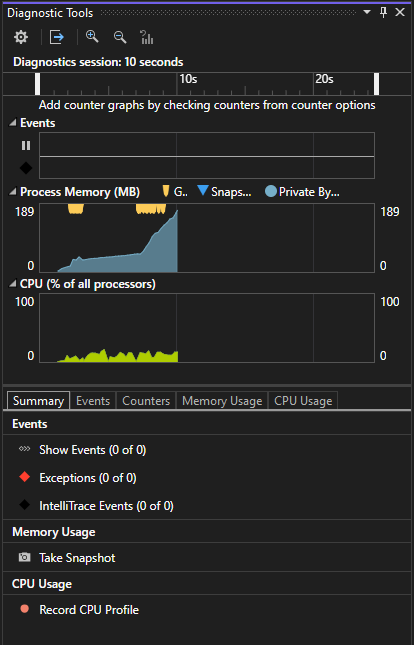 Diagnostic Tools
Diagnostics session: 10 seconds
10s 20s
Add counter graphs by checking counters from counter options
Events
Process Memory (MB) G.. Snaps... Private By...
189 189
0 0
CPU (% of all processors)
100 100
0 0
Summary Events Counters Memory Usage CPU Usage
Events
Show Events (0 of 0)
Exceptions (0 of 0)
IntelliTrace Events (0 of 0)
Memory Usage
Take Snapshot
CPU Usage
Record CPU Profile